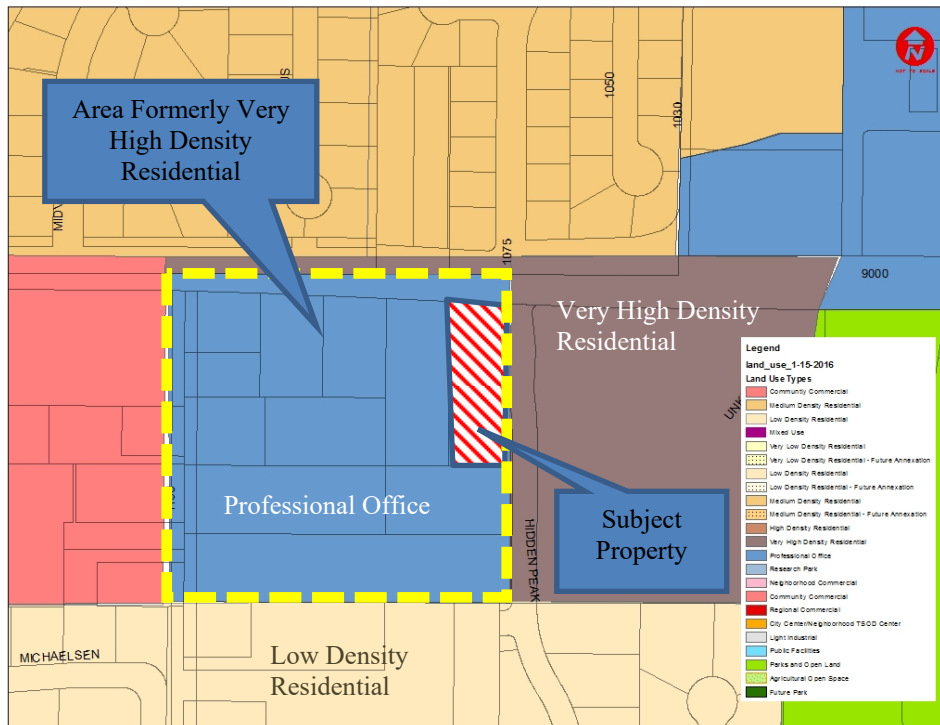 NOT TO SCALE
Area Formerly Very
High Density
Residential
US
1050
1030
1075
9000
Very High Density
Residential
Professional Office
Subject
Property
HIDDEN PEAK
MICHAELSEN
Low Density
Residential
Legend
land_use_1-15-2016
Land Use Types
Community Commercial
Medium Density Residential
Low Density Residential
Mixed Use
Very Low Density Residential
Very Low Density Residential - Future Annexation
Low Density Residential
Low Density Residential - Future Annexation
Medium Density Residential
Medium Density Residential - Future Annexation
High Density Residential
Very High Density Residential
Professional Office
Research Park
Neighborhood Commercial
Community Commercial
Regional Commercial
City Center/Neighborhood TSOD Center
Light Industrial
Public Facilities
Parks and Open Land
Agricultural Open Space
Future Park